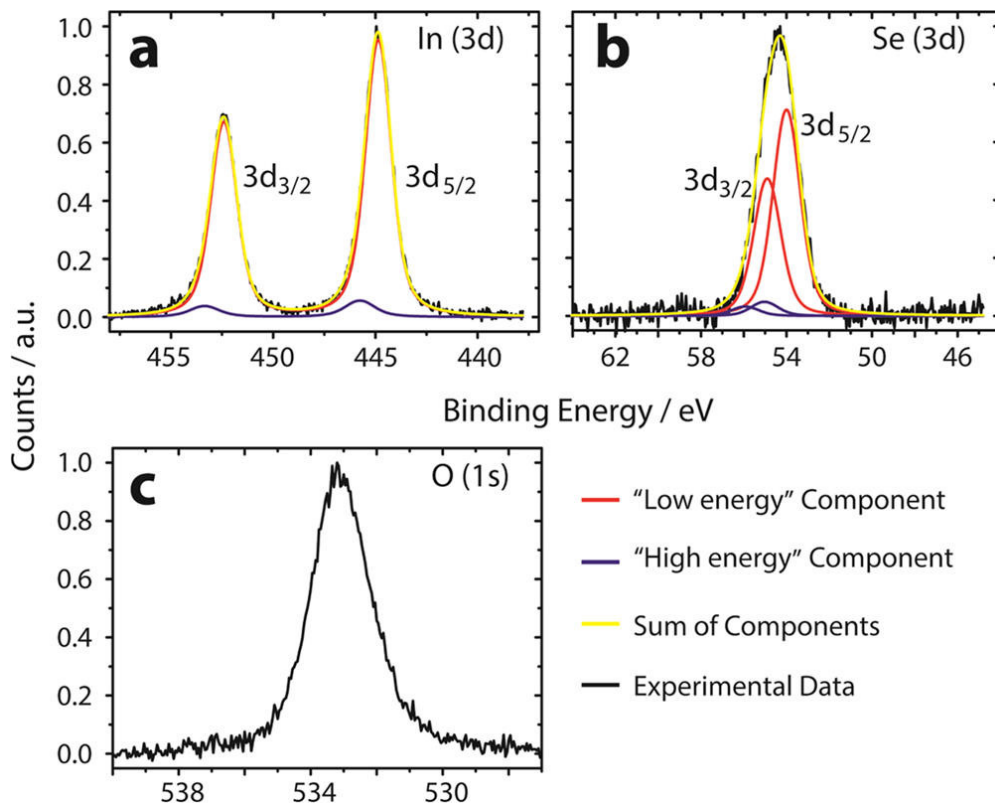 a
In (3d)
3d3/2
3d5/2
1.0
0.8
0.6
0.4
0.2
0.0
455
450
445
440
b
Se (3d)
3d5/2
3d3/2
62
58
54
50
46
Counts / a.u.
Binding Energy / eV
c
O (1s)
1.0
0.8
0.6
0.4
0.2
0.0
538
534
530
“Low energy” Component
“High energy” Component
Sum of Components
Experimental Data